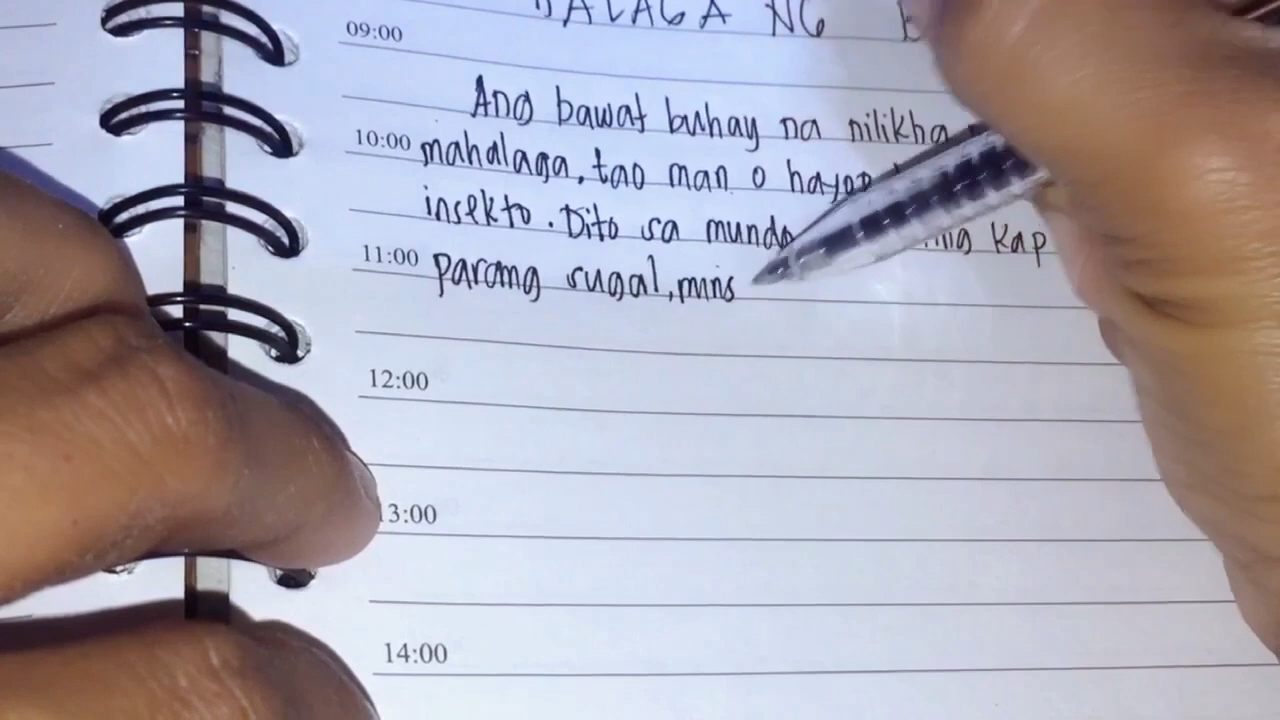 NG
09:00
Ang bawat buhay na nilikha
10:00 mahalaga, tao man o hayop
insekto. Dito sa mundo
11:00 parang sugal, mins
12:00
13:00
14:00